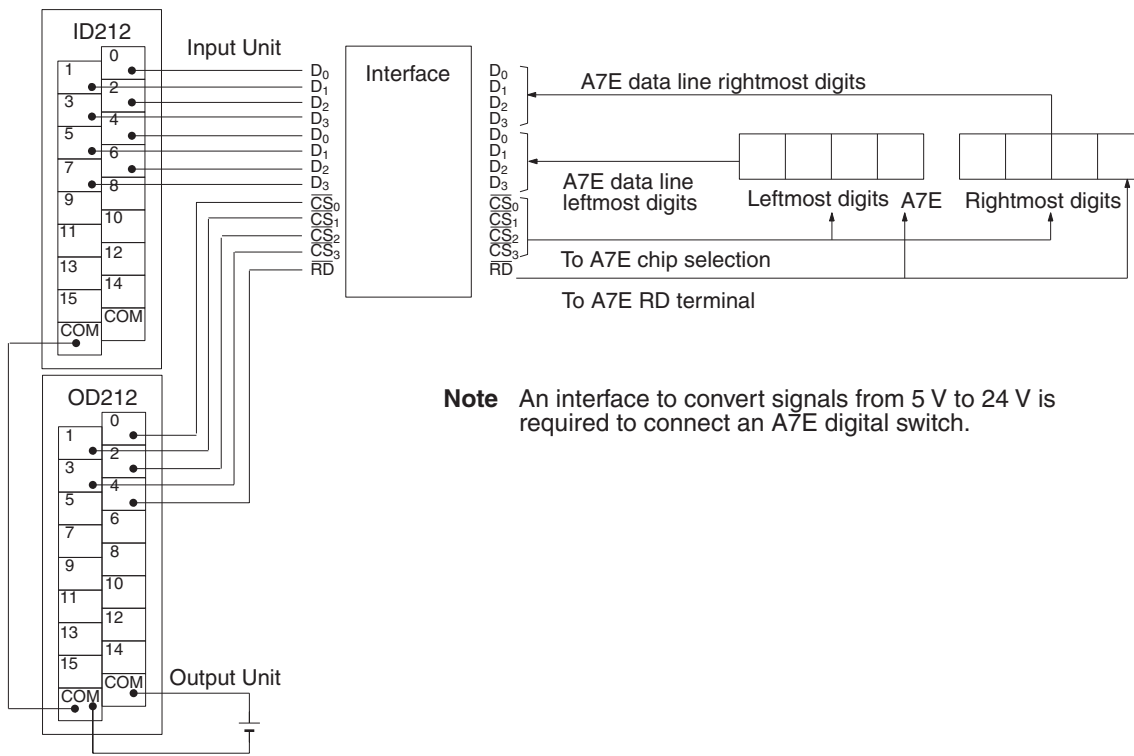 ID212
Input Unit
0
1
2
3
4
5
6
7
8
9
10
11
12
13
14
15
COM
COM
D0
D1
D2
D3
D0
D1
D2
D3
CS0
CS1
CS2
CS3
RD
Interface
D0
D1
D2
D3
D0
D1
D2
D3
CS0
CS1
CS2
CS3
RD
A7E data line rightmost digits
A7E data line
leftmost digits
Leftmost digits A7E Rightmost digits
To A7E chip selection
To A7E RD terminal
OD212
0
1
2
3
4
5
6
7
8
9
10
11
12
13
14
15
COM
COM
Output Unit
Note An interface to convert signals from 5 V to 24 V is
required to connect an A7E digital switch.